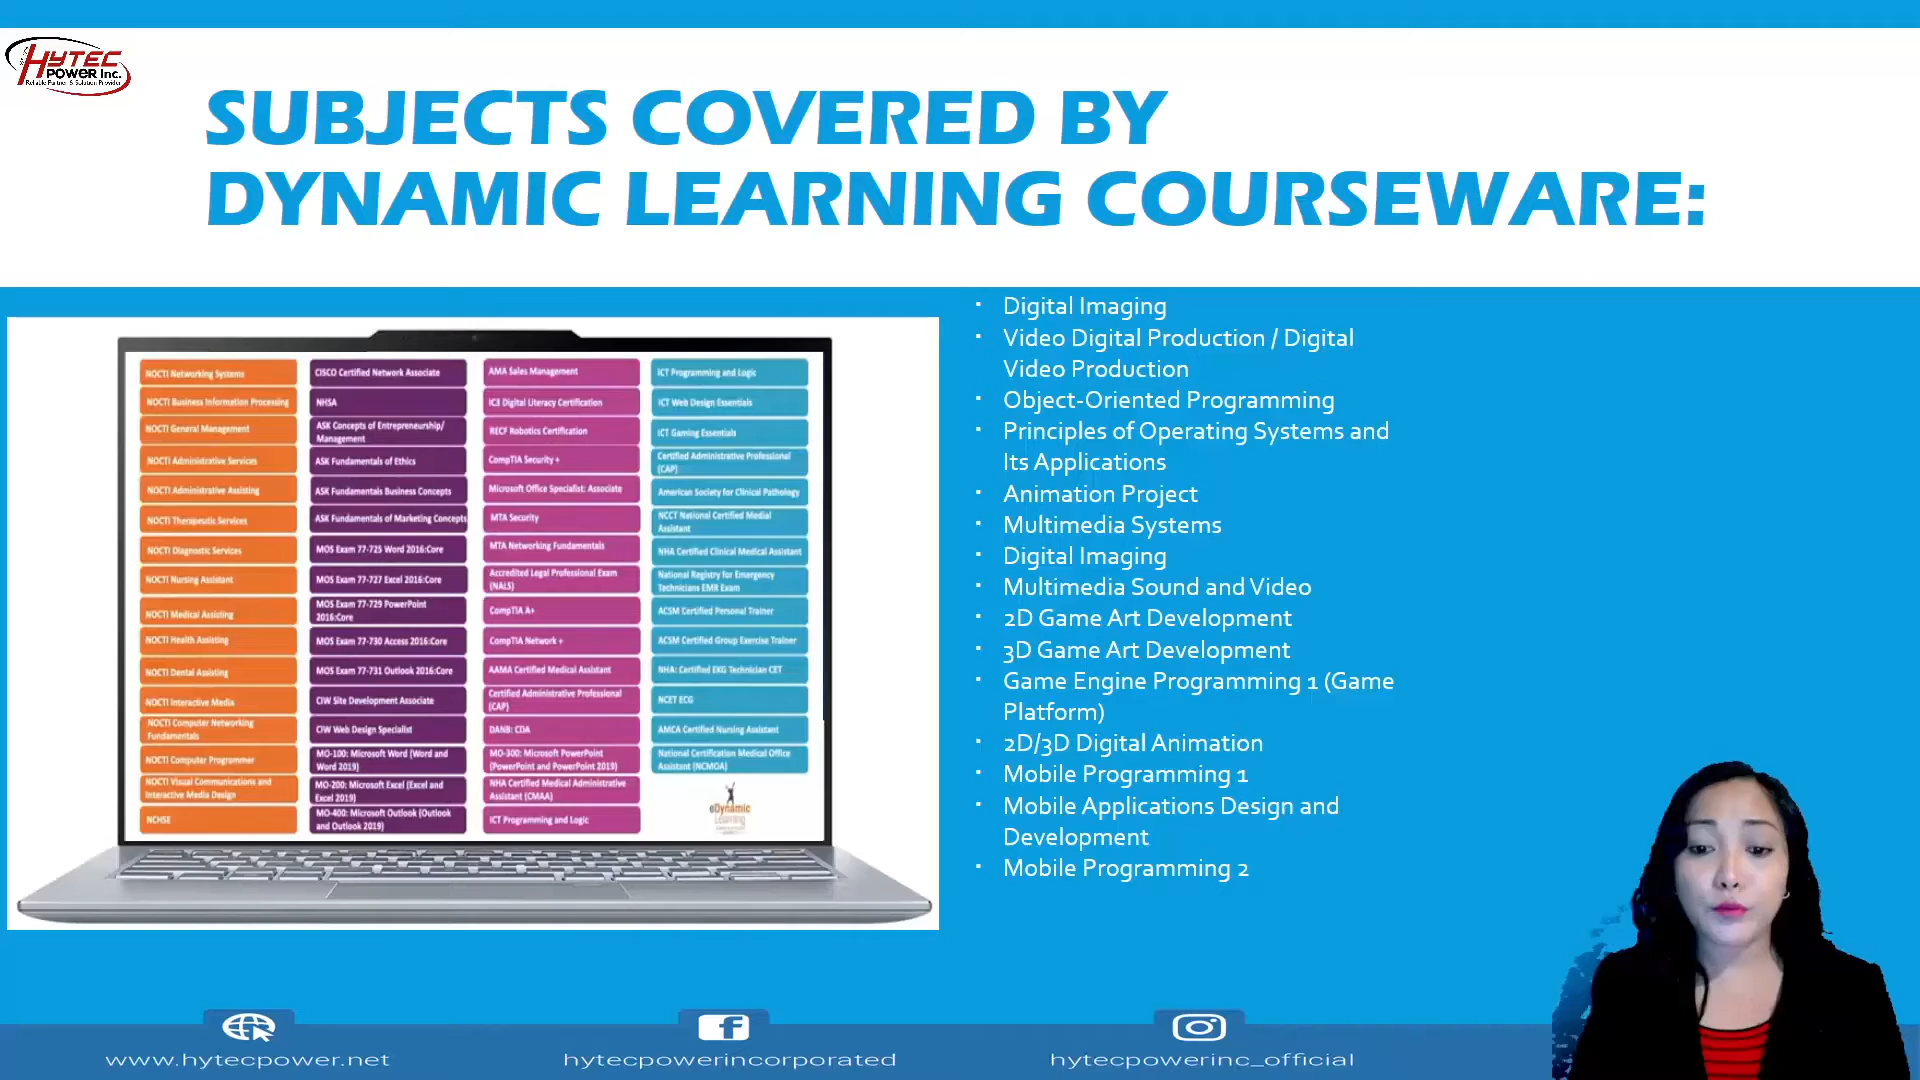 HYTEC
POWER Inc.
Reliable Partner & Solution Provider
SUBJECTS COVERED BY
DYNAMIC LEARNING COURSEWARE:
NOCTI Networking Systems
NOCTI Business Information Processing
NOCTI General Management
NOCTI Administrative Services
NOCTI Administrative Assisting
NOCTI Therapeutic Services
NOCTI Diagnostic Services
NOCTI Nursing Assistant
NOCTI Medical Assisting
NOCTI Health Assisting
NOCTI Dental Assisting
NOCTI Interactive Media
NOCTI Computer Networking
Fundamentals
NOCTI Computer Programmer
NOCTI Visual Communications and
Interactive Media Design
NCHSE
CISCO Certified Network Associate
NHSA
ASK Concepts of Entrepreneurship/
Management
ASK Fundamentals of Ethics
ASK Fundamentals Business Concepts
ASK Fundamentals of Marketing Concepts
MOS Exam 77-725 Word 2016:Core
MOS Exam 77-727 Excel 2016:Core
MOS Exam 77-729 PowerPoint
2016:Core
MOS Exam 77-730 Access 2016:Core
MOS Exam 77-731 Outlook 2016:Core
CIW Site Development Associate
CIW Web Design Specialist
MO-100: Microsoft Word (Word and
Word 2019)
MO-200: Microsoft Excel (Excel and
Excel 2019)
MO-400: Microsoft Outlook (Outlook
and Outlook 2019)
AMA Sales Management
IC3 Digital Literacy Certification
RECF Robotics Certification
CompTIA Security +
Microsoft Office Specialist: Associate
MTA Security
MTA Networking Fundamentals
Accredited Legal Professional Exam
(NALS)
CompTIA A+
CompTIA Network +
AAMA Certified Medical Assistant
Certified Administrative Professional
(CAP)
DANB: CDA
MO-300: Microsoft PowerPoint
(PowerPoint and PowerPoint 2019)
NHA Certified Medical Administrative
Assistant (CMAA)
ICT Programming and Logic
ICT Programming and Logic
ICT Web Design Essentials
ICT Gaming Essentials
Certified Administrative Professional
(CAP)
American Society for Clinical Pathology
NCCT National Certified Medial
Assistant
NHA Certified Clinical Medical Assistant
National Registry for Emergency
Technicians EMR Exam
ACSM Certified Personal Trainer
ACSM Certified Group Exercise Trainer
NHA: Certified EKG Technician CET
NCET ECG
AMCA Certified Nursing Assistant
National Certification Medical Office
Assistant (NCMOA)
eDynamic
Learning
· Digital Imaging
· Video Digital Production / Digital
Video Production
· Object-Oriented Programming
· Principles of Operating Systems and
Its Applications
· Animation Project
· Multimedia Systems
· Digital Imaging
· Multimedia Sound and Video
· 2D Game Art Development
· 3D Game Art Development
· Game Engine Programming 1 (Game
Platform)
· 2D/3D Digital Animation
· Mobile Programming 1
· Mobile Applications Design and
Development
· Mobile Programming 2
www.hytecpower.net
hytecpowerincorporated
hytecpowerinc_official